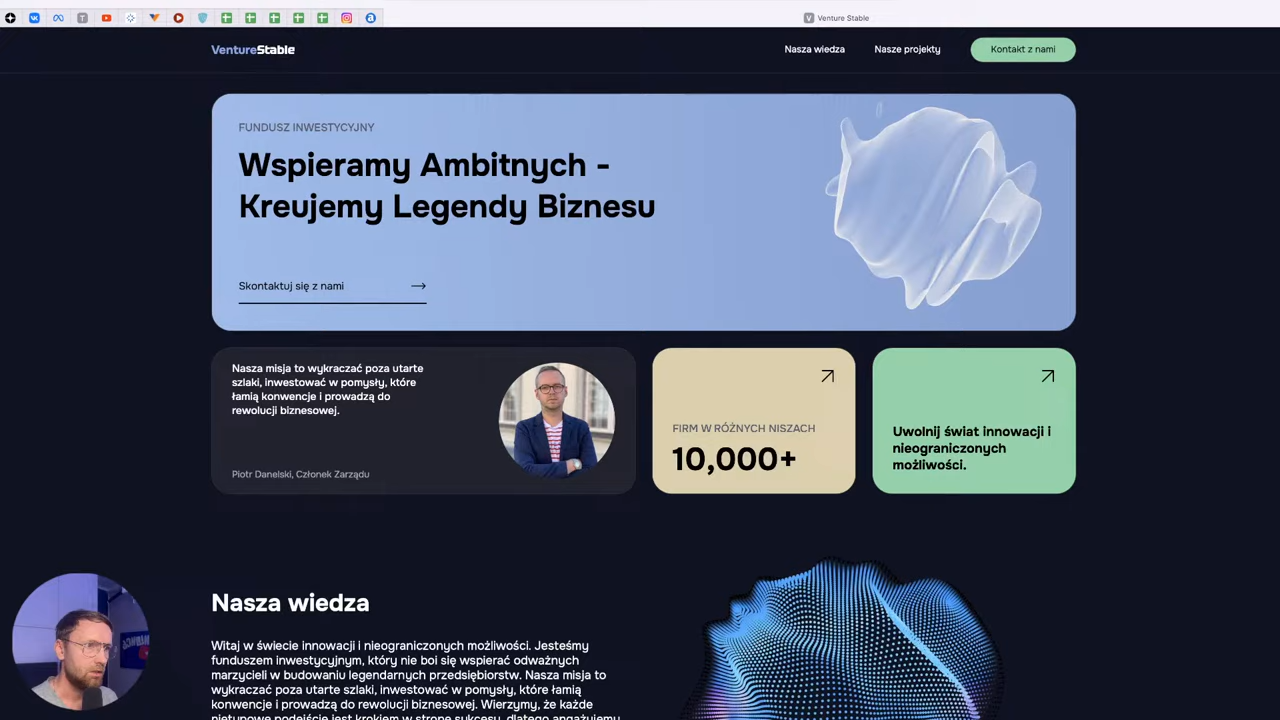 Venture Stable
VentureStable
Nasza wiedza
Nasze projekty
Kontakt z nami
FUNDUSZ INWESTYCYJNY
Wspieramy Ambitnych -
Kreujemy Legendy Biznesu
Skontaktuj się z nami
Nasza misja to wykraczać poza utarte
szlaki, inwestować w pomysły, które
łamią konwencje i prowadzą do
rewolucji biznesowej.
Piotr Danelski, Członek Zarządu
FIRM W RÓŻNYCH NISZACH
10,000+
Uwolnij świat innowacji i
nieograniczonych
możliwości.
Nasza wiedza
Witaj w świecie innowacji i nieograniczonych możliwości. Jesteśmy
funduszem inwestycyjnym, który nie boi się wspierać odważnych
marzycieli w budowaniu legendarnych przedsiębiorstw. Nasza misja to
wykraczać poza utarte szlaki, inwestować w pomysły, które łamią
konwencje i prowadzą do rewolucji biznesowej. Wierzymy, że każde